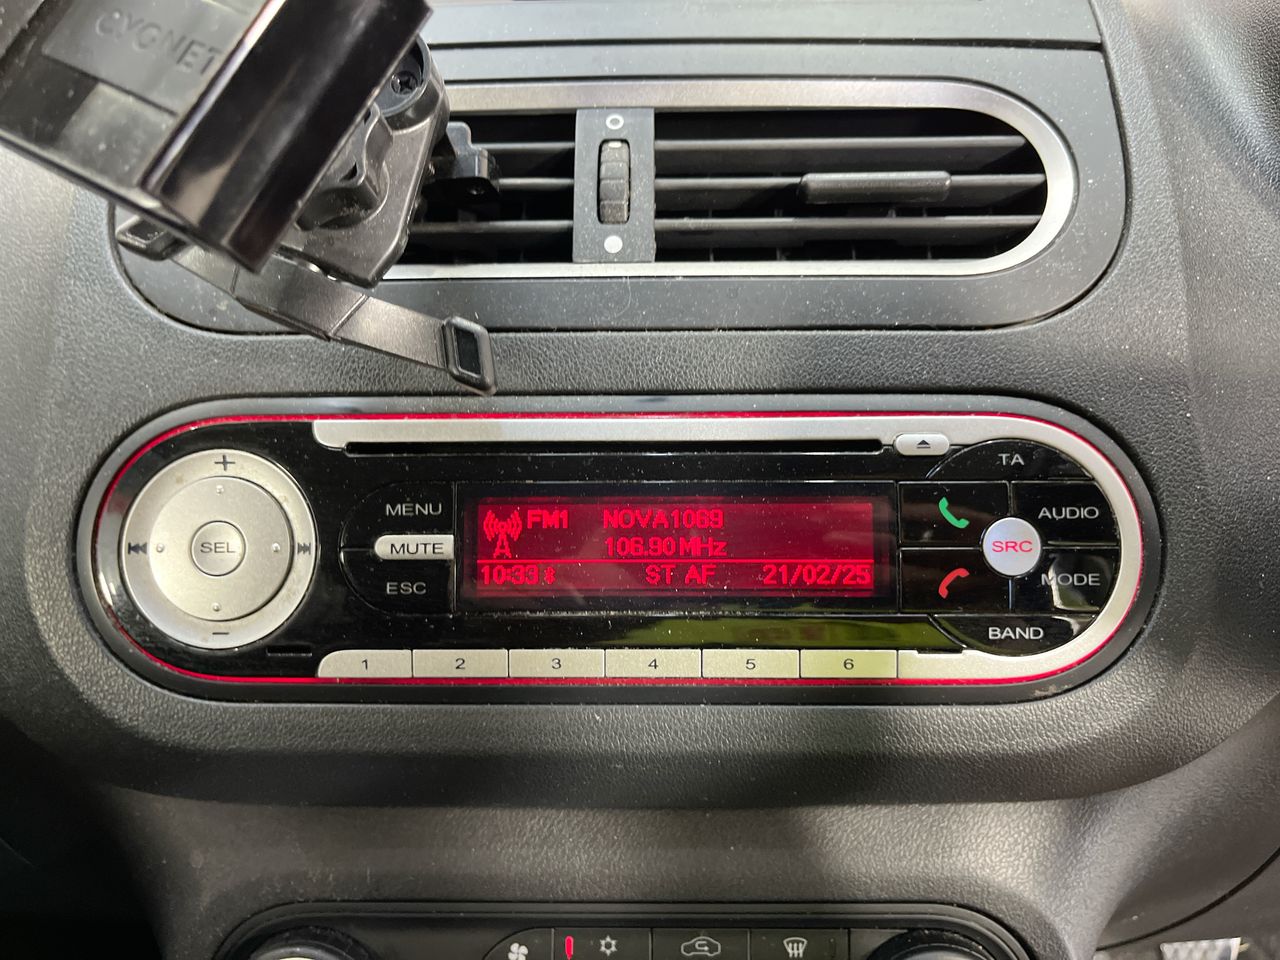 CYGNETT
TA
MENU
FM1 NOVA1069
AUDIO
SEL
MUTE
106.90 MHz
SRC
ESC
10:33 ST AF 21/02/25
MODE
BAND
1 2 3 4 5 6